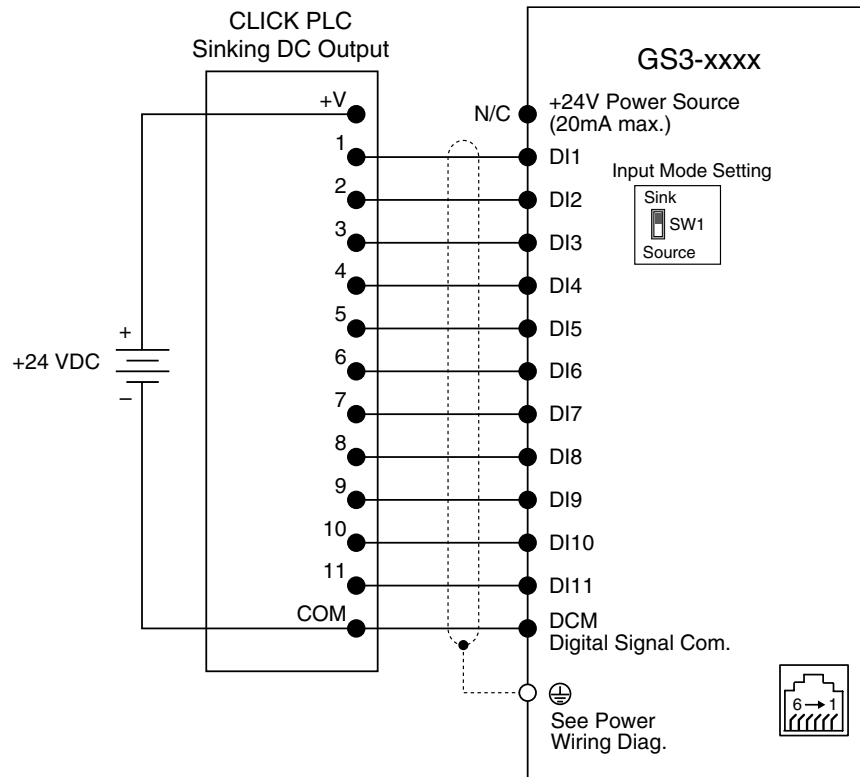 CLICK PLC
Sinking DC Output
GS3-xxxx
+V
N/C
+24V Power Source
(20mA max.)
1
DI1
Input Mode Setting
Sink
SW1
Source
2
DI2
3
DI3
4
DI4
5
DI5
+
+24 VDC
–
6
DI6
7
DI7
8
DI8
9
DI9
10
DI10
11
DI11
COM
DCM
Digital Signal Com.
See Power
Wiring Diag.
6→1